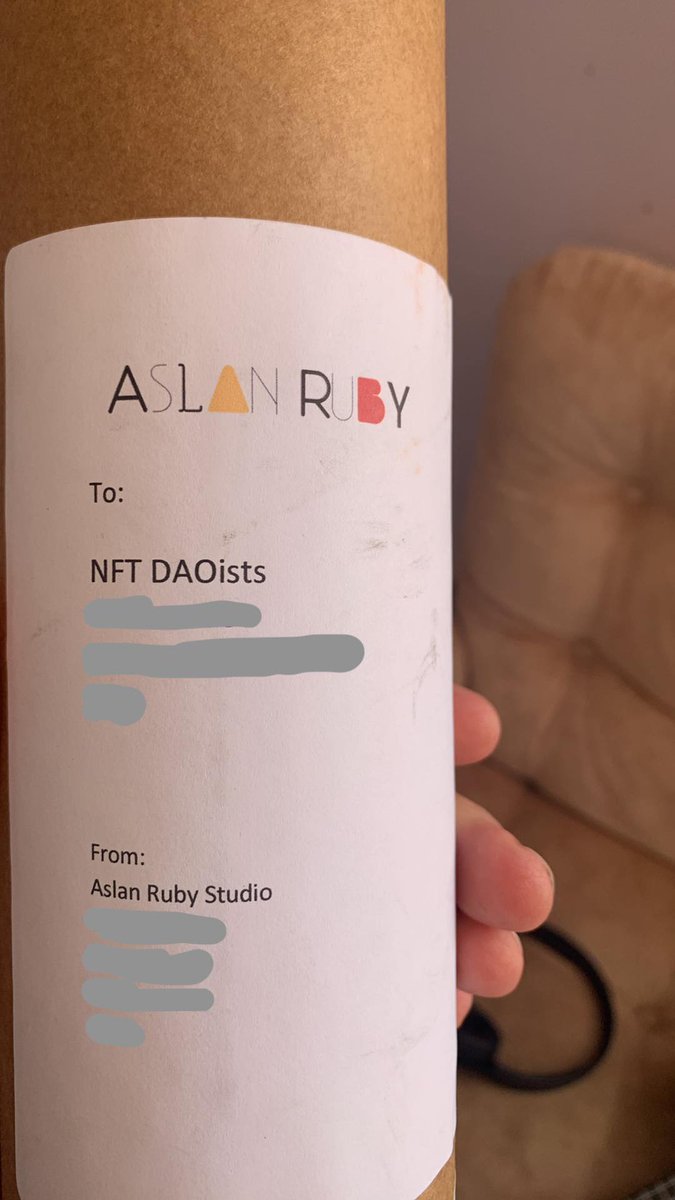 ASLAN RUBY
To:
NFT DAOists
From:
Aslan Ruby Studio